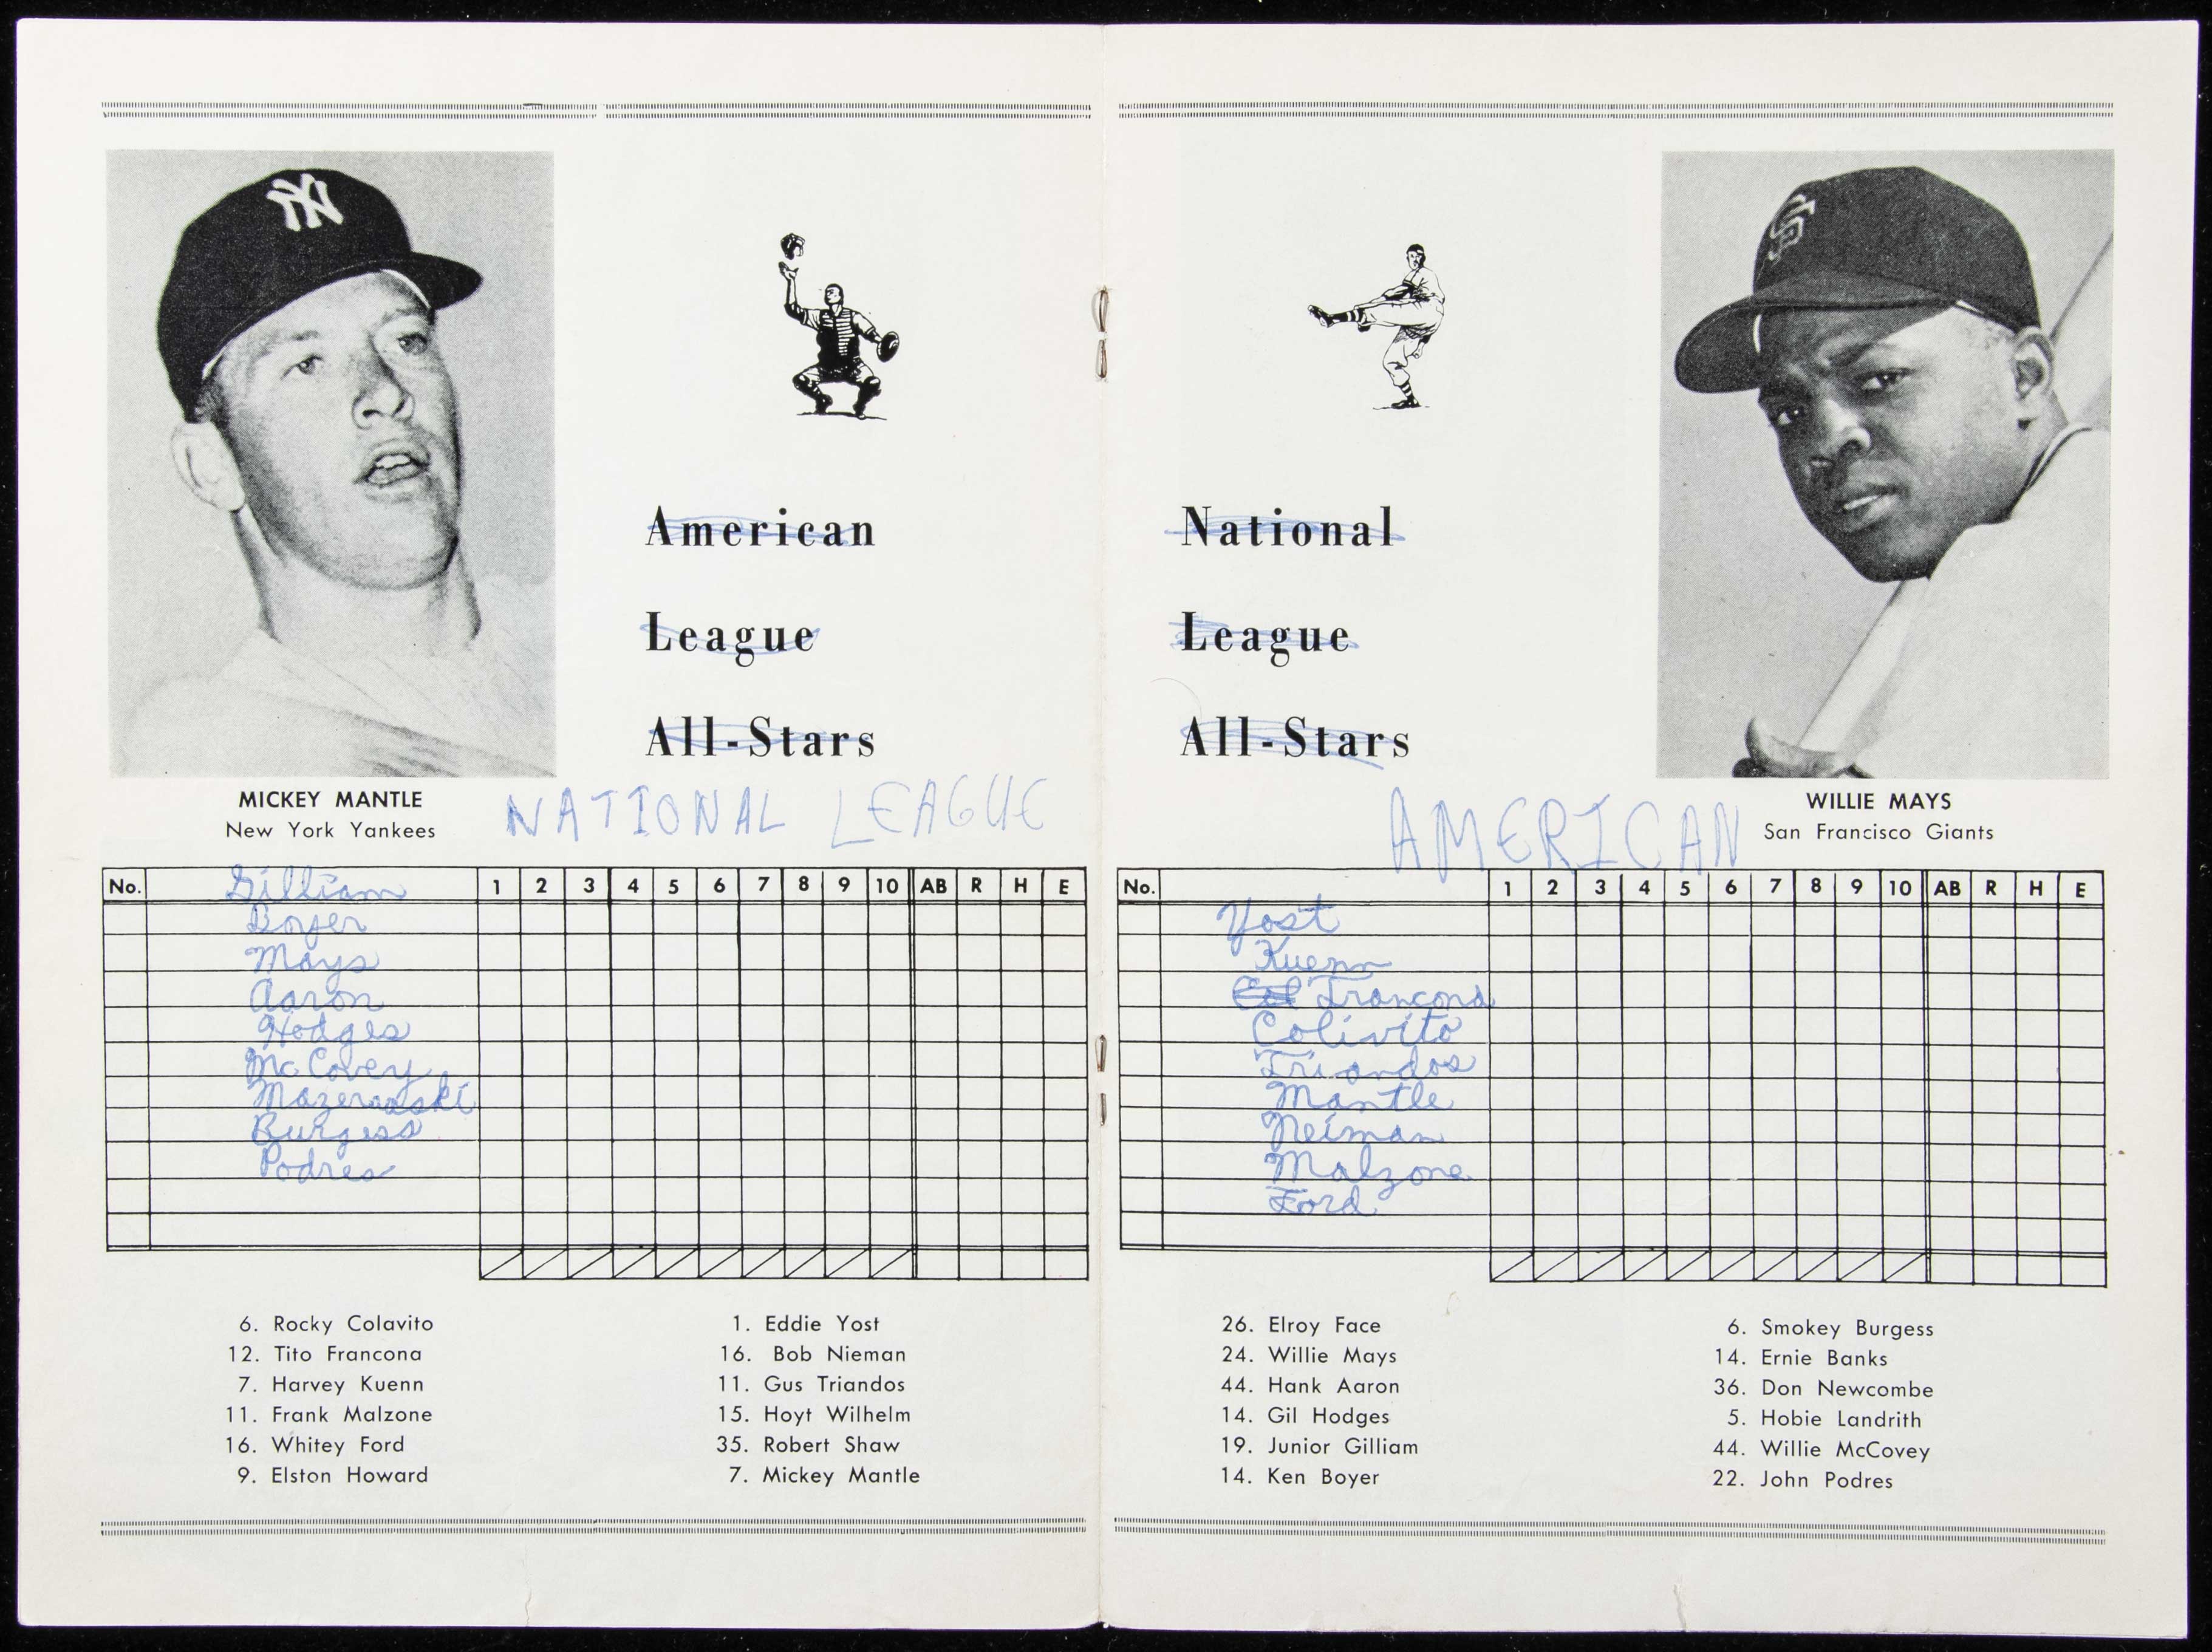 NY
SF
American
League
All-Stars
MICKEY MANTLE
New York Yankees
NATIONAL LEAGUE
No. Gilliam 1 2 3 4 5 6 7 8 9 10 AB R H E
Boyer
Mays
Aaron
Hodges
McCovey
Mazerowski
Burgess
Podres
6. Rocky Colavito
12. Tito Francona
7. Harvey Kuenn
11. Frank Malzone
16. Whitey Ford
9. Elston Howard
1. Eddie Yost
16. Bob Nieman
11. Gus Triandos
15. Hoyt Wilhelm
35. Robert Shaw
7. Mickey Mantle
National
League
All-Stars
WILLIE MAYS
San Francisco Giants
AMERICAN
No. 1 2 3 4 5 6 7 8 9 10 AB R H E
Yost
Kuenn
Col Francona
Colivito
Triandos
Mantle
Neiman
Malzone
Ford
26. Elroy Face
24. Willie Mays
44. Hank Aaron
14. Gil Hodges
19. Junior Gilliam
14. Ken Boyer
6. Smokey Burgess
14. Ernie Banks
36. Don Newcombe
5. Hobie Landrith
44. Willie McCovey
22. John Podres